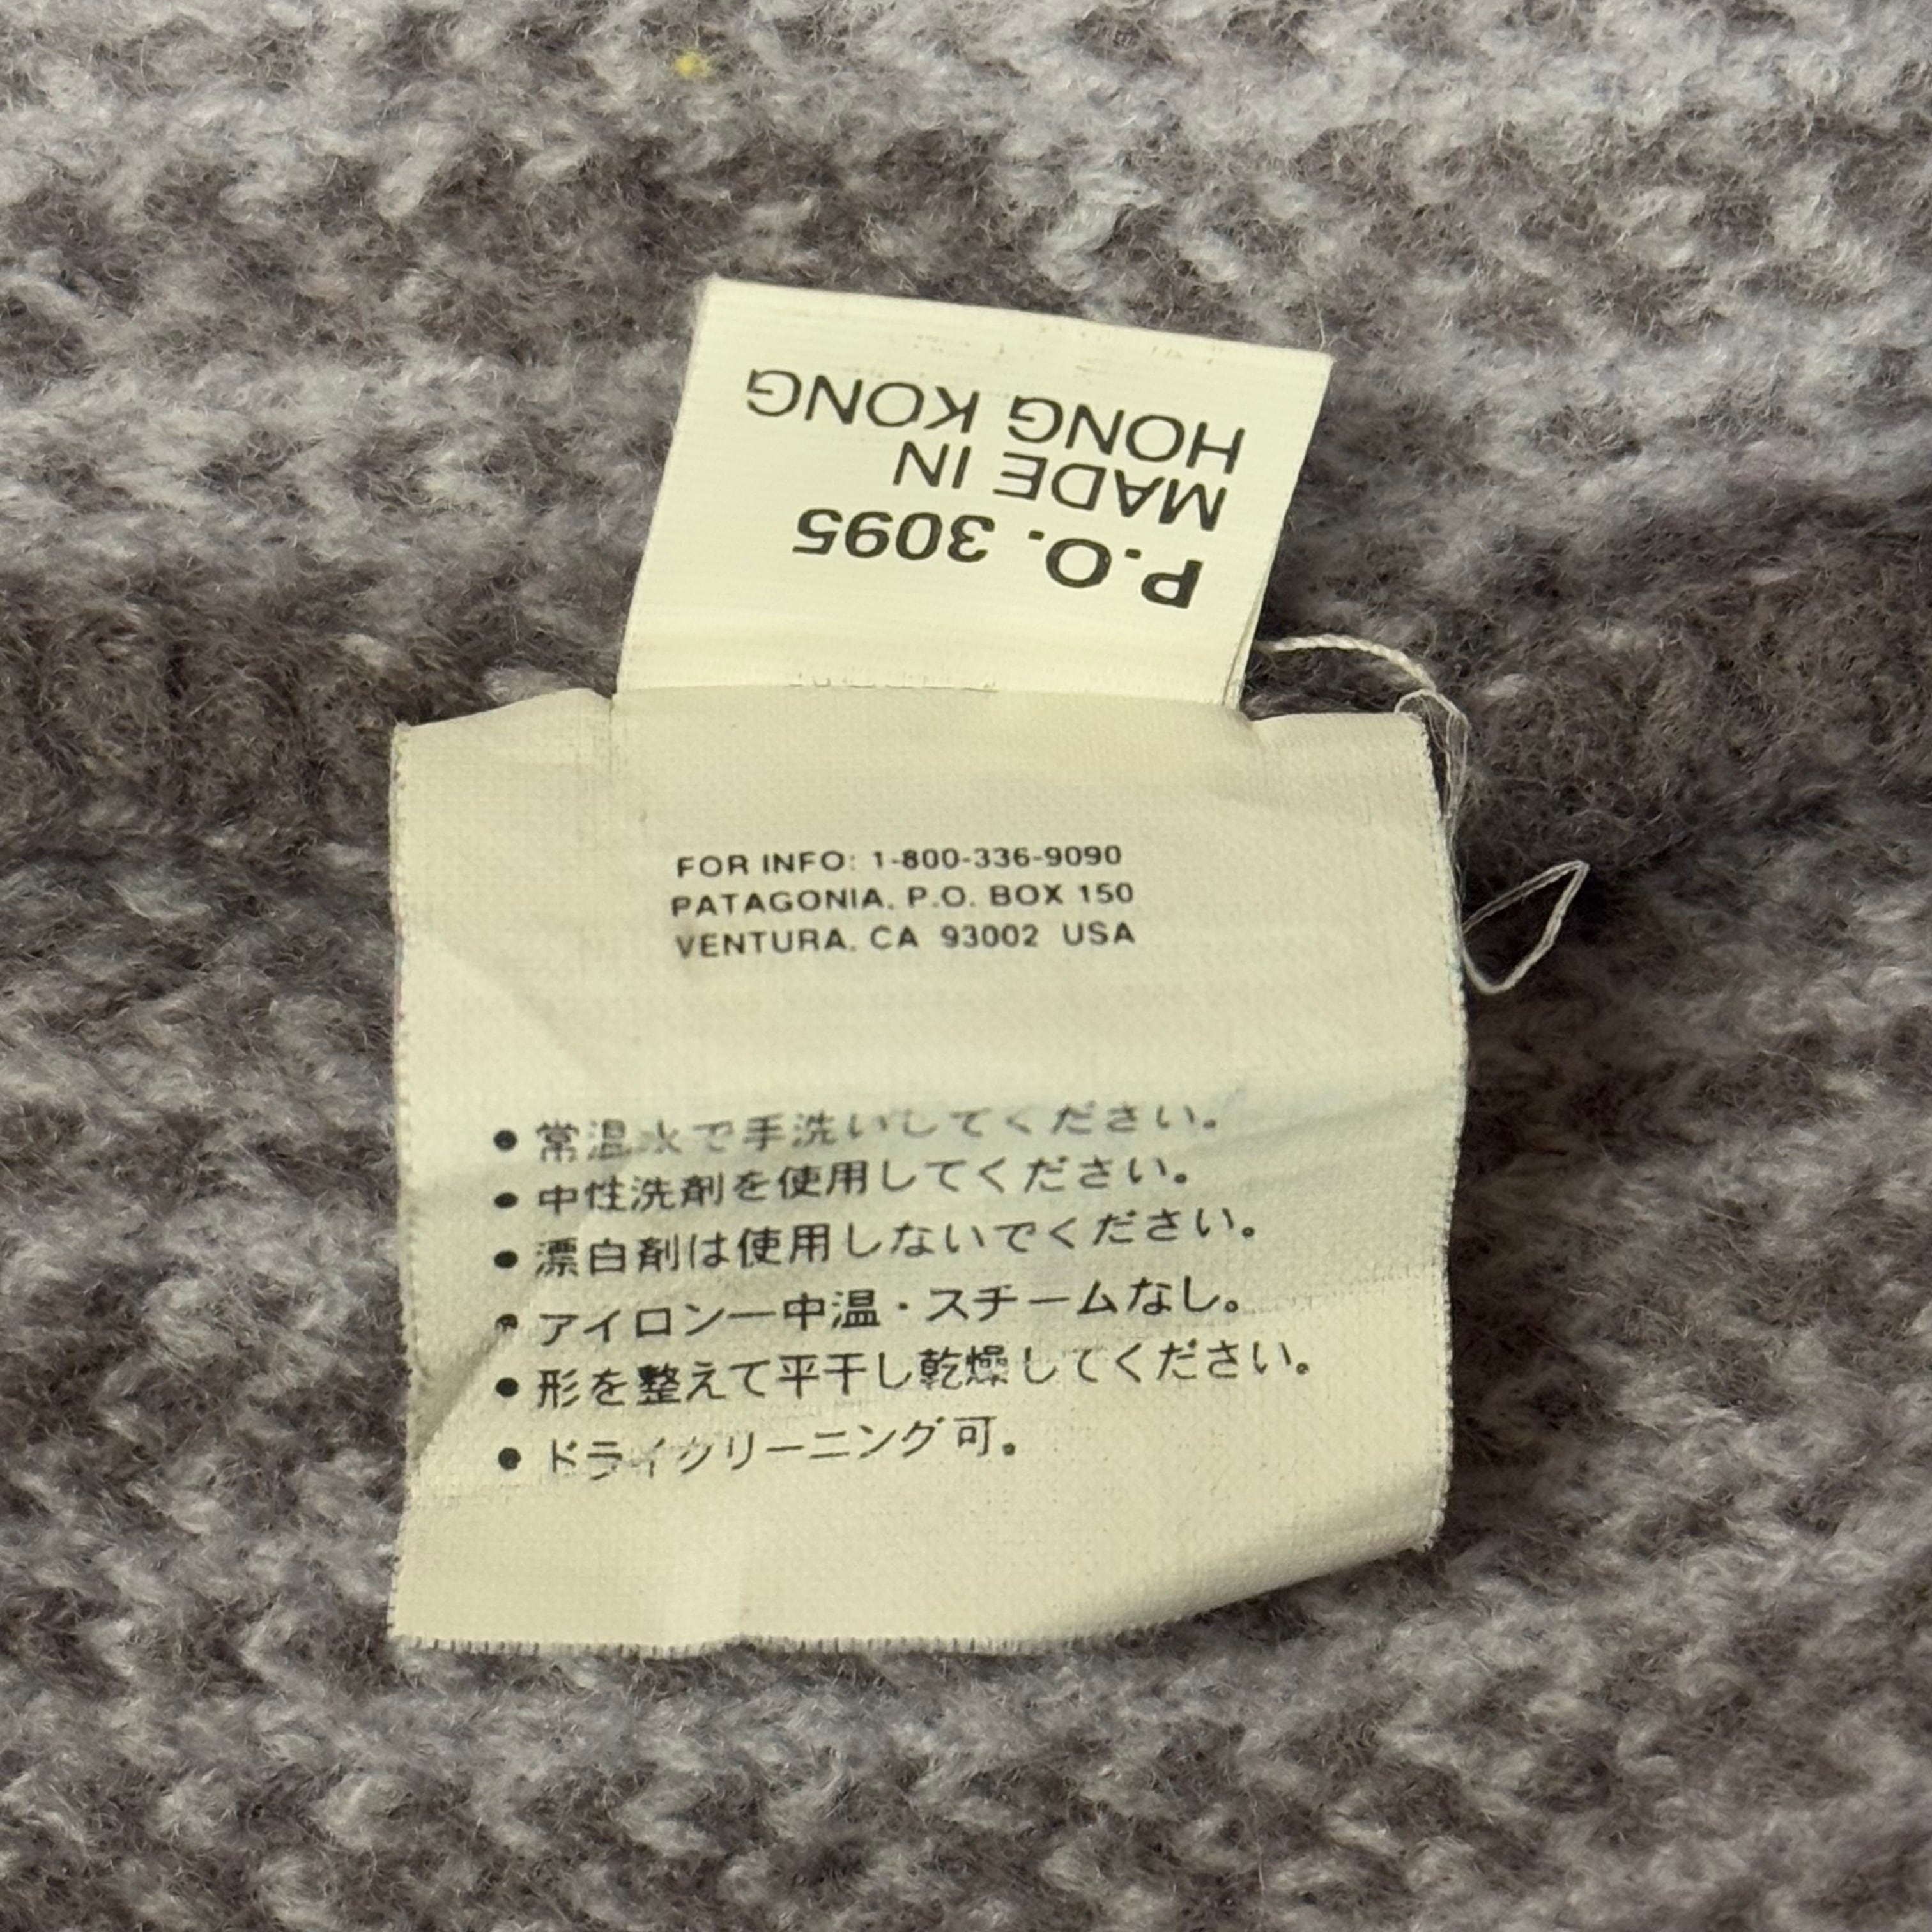 P.O. 3095
MADE IN
HONG KONG
FOR INFO: 1-800-336-9090
PATAGONIA, P.O. BOX 150
VENTURA, CA 93002 USA
● 常温水で手洗いしてください。
● 中性洗剤を使用してください。
● 漂白剤は使用しないでください。
● アイロン―中温・スチームなし。
● 形を整えて平干し乾燥してください。
● ドライクリーニング可。